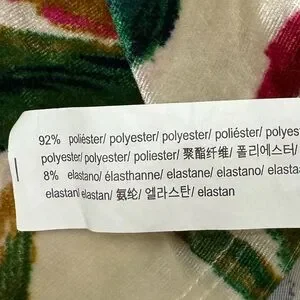 92% poliéster/ polyester/ polyester/ poliéster/ polyes
polyester/ polyester/ poliester/ 聚酯纤维/ 폴리에스터/
8% elastano/ élasthanne/ elastane/ elastano/ elasta
elastan/ elastan/ 氨纶/ 엘라스탄/ elastan